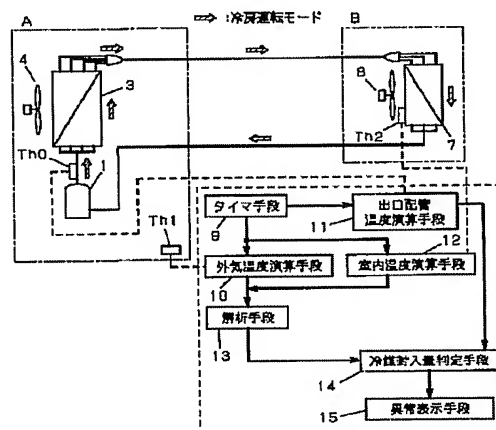 ⇨ :冷房運転モード
A
B
4
3
8
7
Th0
Th2
1
Th1
タイマ手段
9
出口配管
温度演算手段
11
12
外気温度演算手段
10
室内温度演算手段
解析手段
13
冷媒封入量判定手段
14
異常表示手段
15